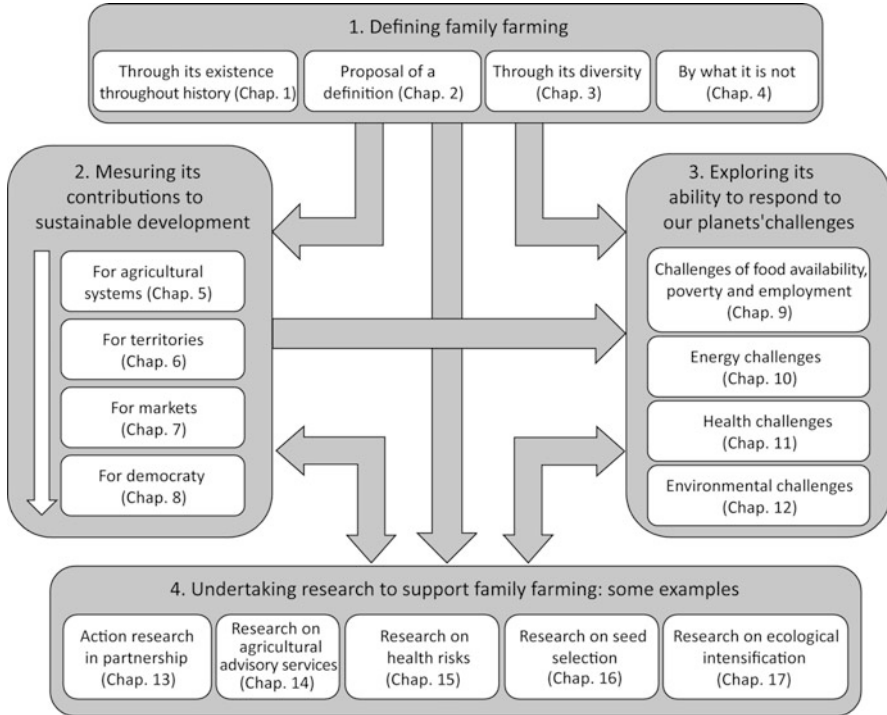 1. Defining family farming
Through its existence
throughout history (Chap. 1)
Proposal of a
definition (Chap. 2)
Through its diversity
(Chap. 3)
By what it is not
(Chap. 4)
2. Mesuring its
contributions to
sustainable development
For agricultural
systems (Chap. 5)
For territories
(Chap. 6)
For markets
(Chap. 7)
For democraty
(Chap. 8)
3. Exploring its
ability to respond to
our planets'challenges
Challenges of food availability,
poverty and employment
(Chap. 9)
Energy challenges
(Chap. 10)
Health challenges
(Chap. 11)
Environmental challenges
(Chap. 12)
4. Undertaking research to support family farming: some examples
Action research
in partnership
(Chap. 13)
Research on
agricultural
advisory services
(Chap. 14)
Research on
health risks
(Chap. 15)
Research on seed
selection
(Chap. 16)
Research on ecological
intensification
(Chap. 17)